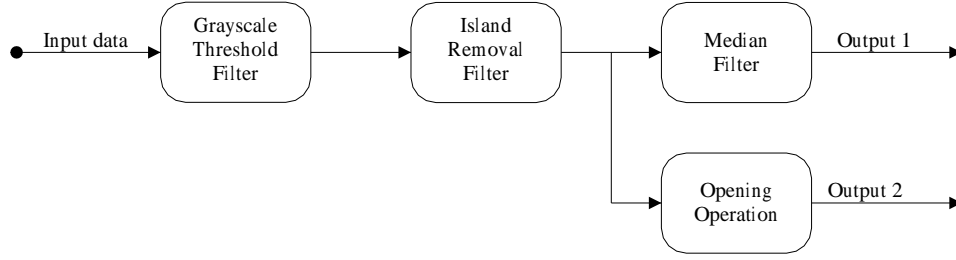 Input data
Grayscale
Threshold
Filter
Island
Removal
Filter
Median
Filter
Output 1
Opening
Operation
Output 2